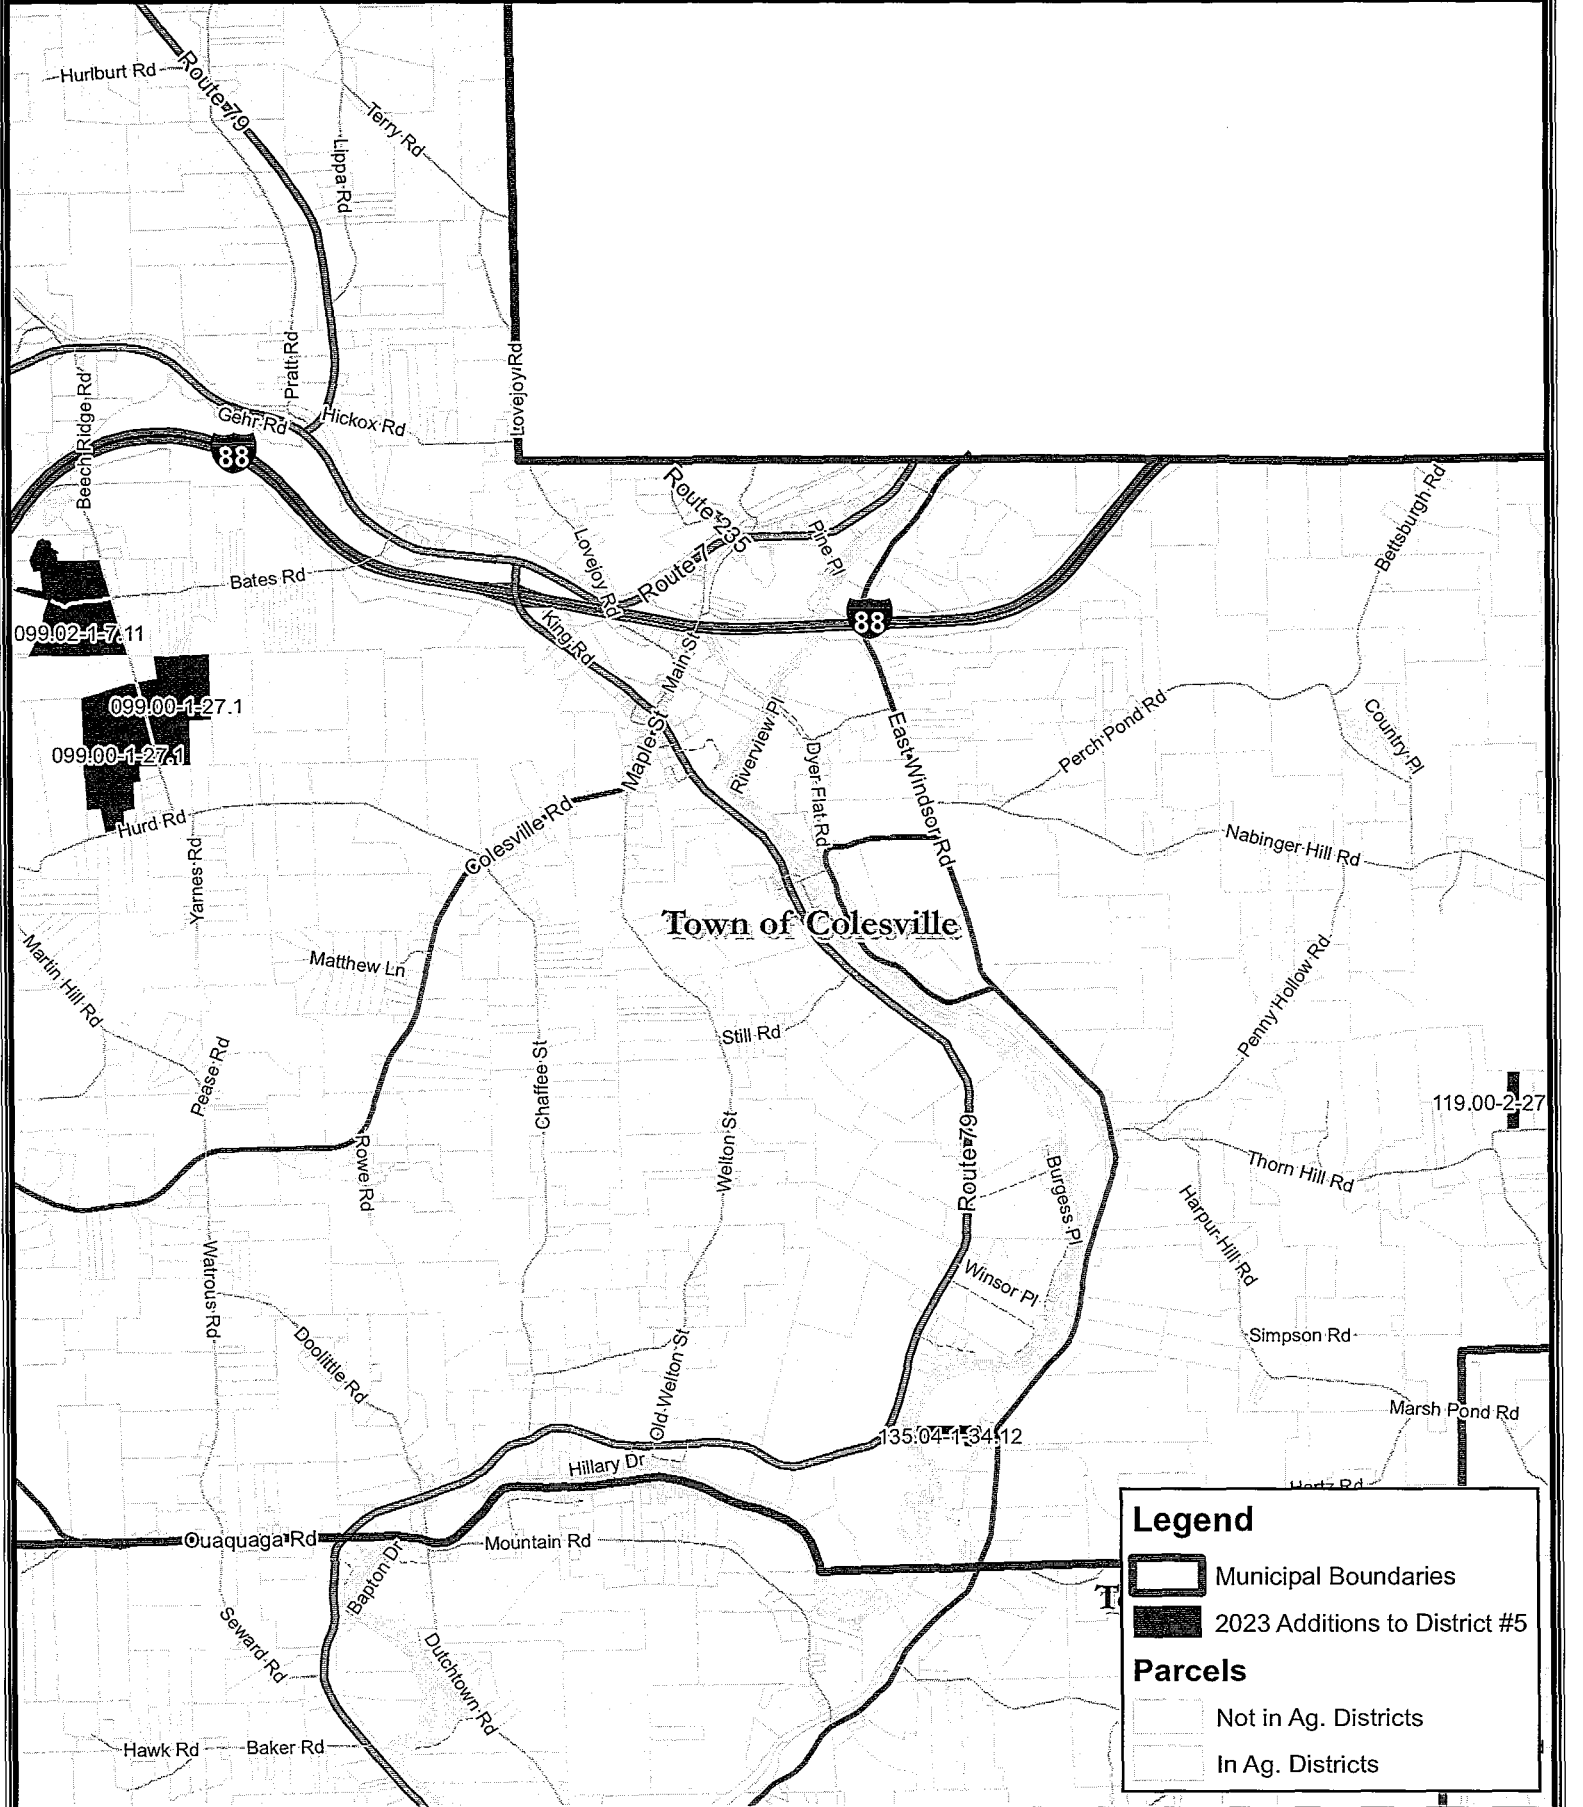 Hurlburt Rd
Route 79
Terry Rd
Lippa Rd
Pratt Rd
Lovejoy Rd
Beech Ridge Rd
Gehr Rd
Hickox Rd
88
Route 235
Bettsburgh Rd
Pine Pl
Lovejoy Rd
Route 7
Bates Rd
88
099.02-1-7.11
King Rd
Main St
099.00-1-27.1
Perch Pond Rd
Country Pl
099.00-1-27.1
Maple St
Riverview Pl
Dyer Flat Rd
East Windsor Rd
Hurd Rd
Colesville Rd
Nabinger Hill Rd
Yarnes Rd
Town of Colesville
Martin Hill Rd
Matthew Ln
Penny Hollow Rd
Still Rd
Pease Rd
Chaffee St
119.00-2-27
Rowe Rd
Welton St
Route 79
Burgess Pl
Thorn Hill Rd
Harpur Hill Rd
Watrous Rd
Winsor Pl
Doolittle Rd
Simpson Rd
Old Welton St
Marsh Pond Rd
135.04-1-34.12
Hillary Dr
Hartz Rd
Ouaquaga Rd
Mountain Rd
Bapton Dr
T
Seward Rd
Dutchtown Rd
Hawk Rd
Baker Rd
Legend
Municipal Boundaries
2023 Additions to District #5
Parcels
Not in Ag. Districts
In Ag. Districts